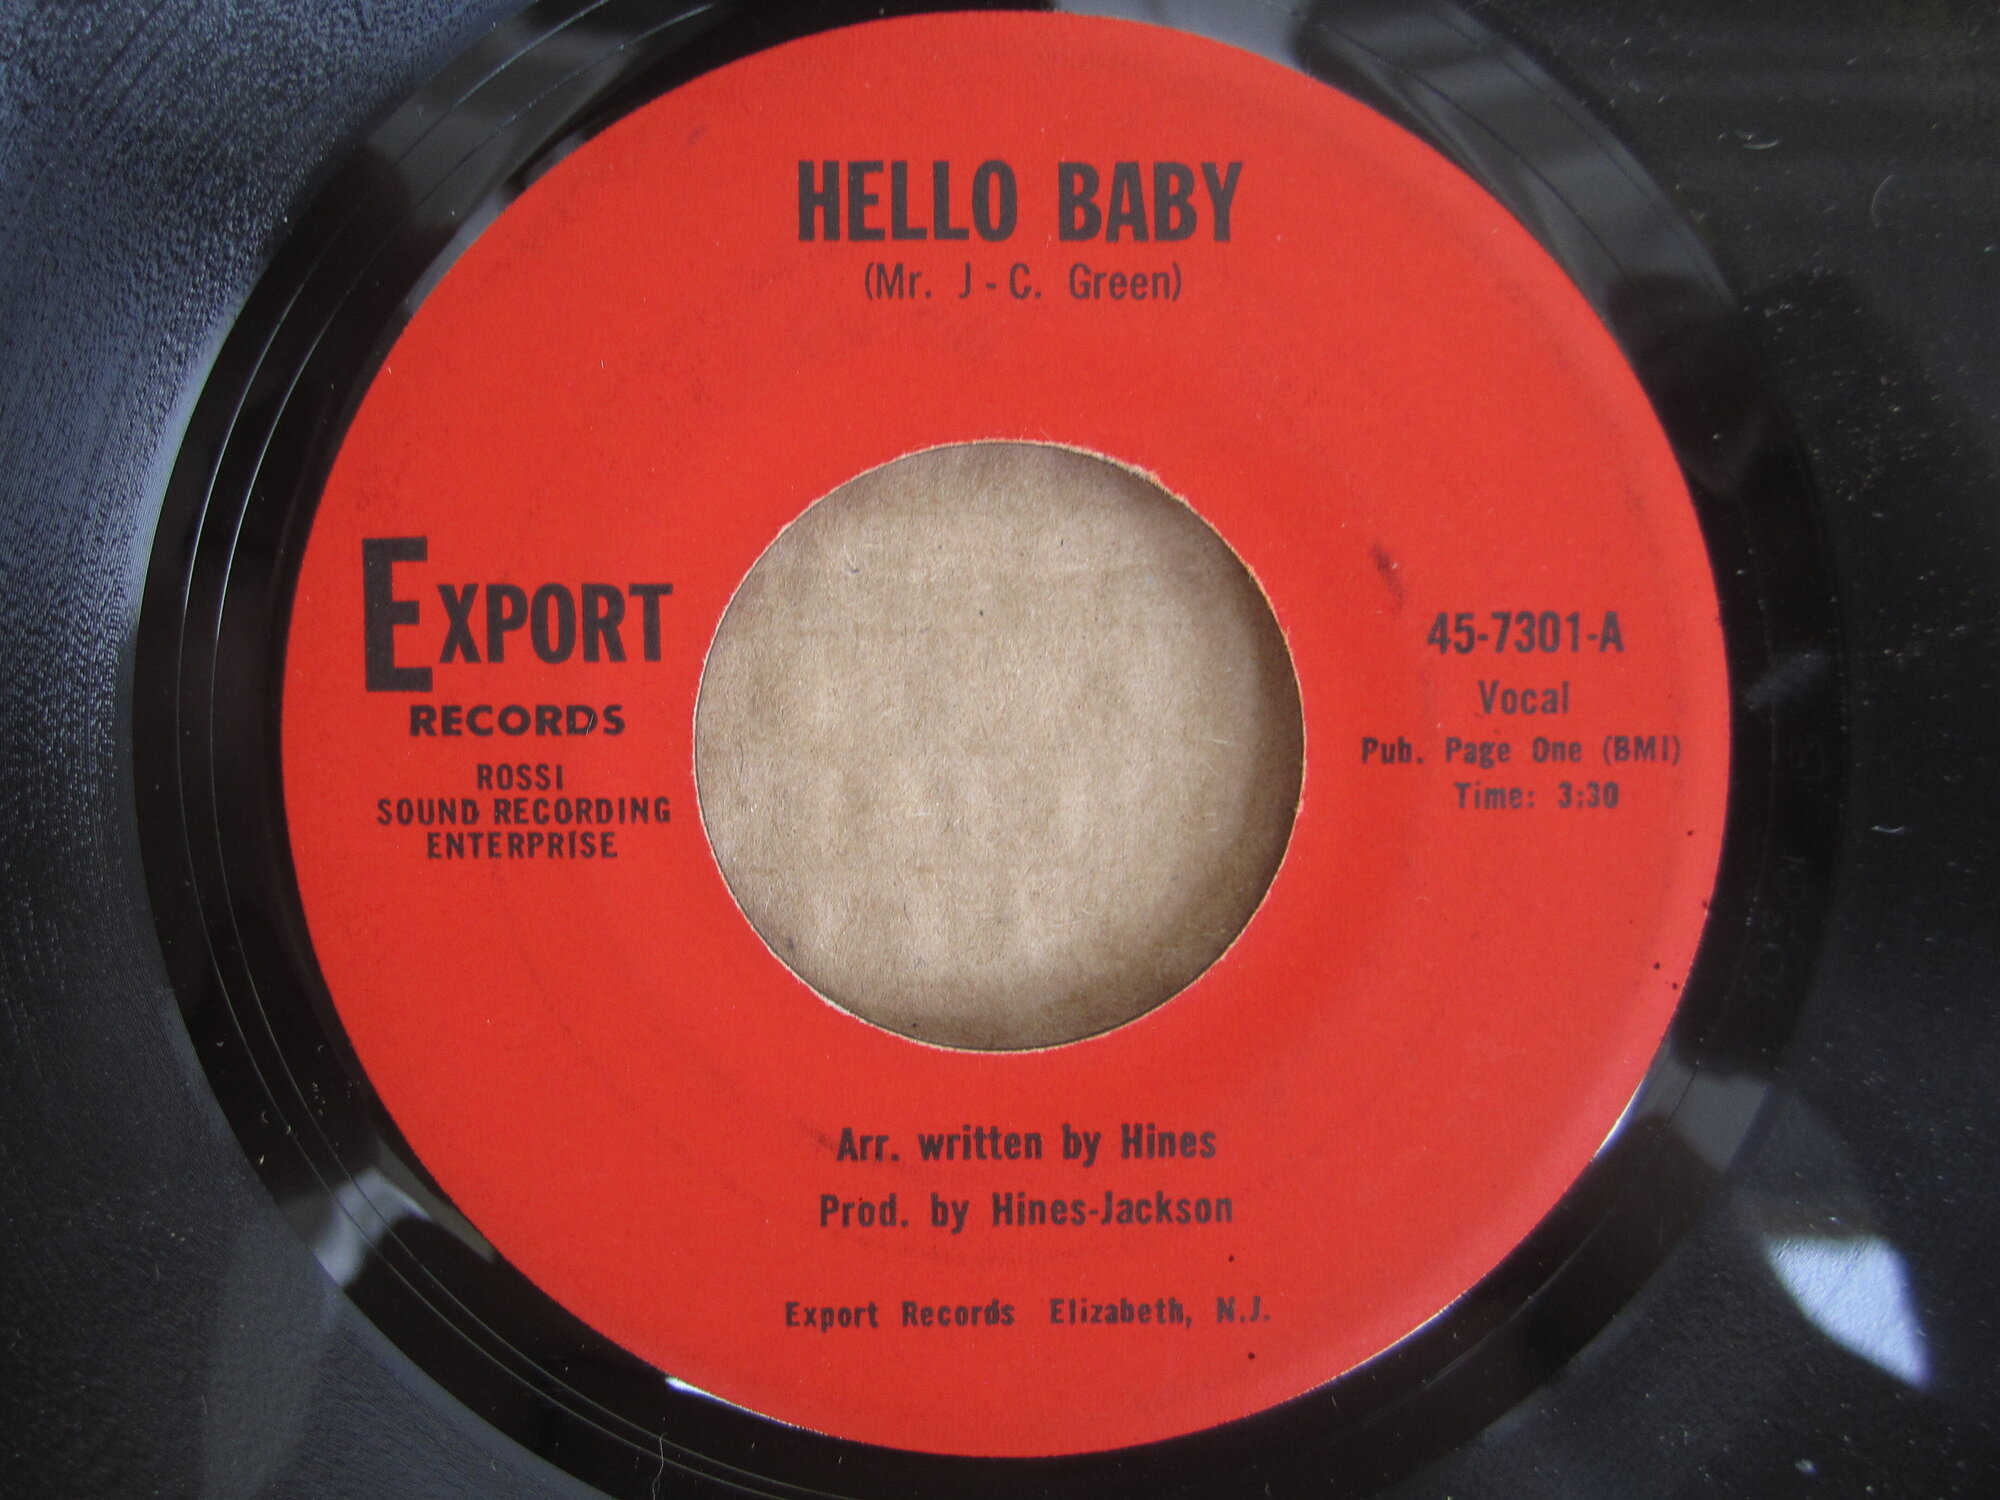 HELLO BABY
(Mr. J - C. Green)
EXPORT
RECORDS
ROSSI
SOUND RECORDING
ENTERPRISE
45-7301-A
Vocal
Pub. Page One (BMI)
Time: 3:30
Arr. written by Hines
Prod. by Hines-Jackson
Export Records Elizabeth, N.J.